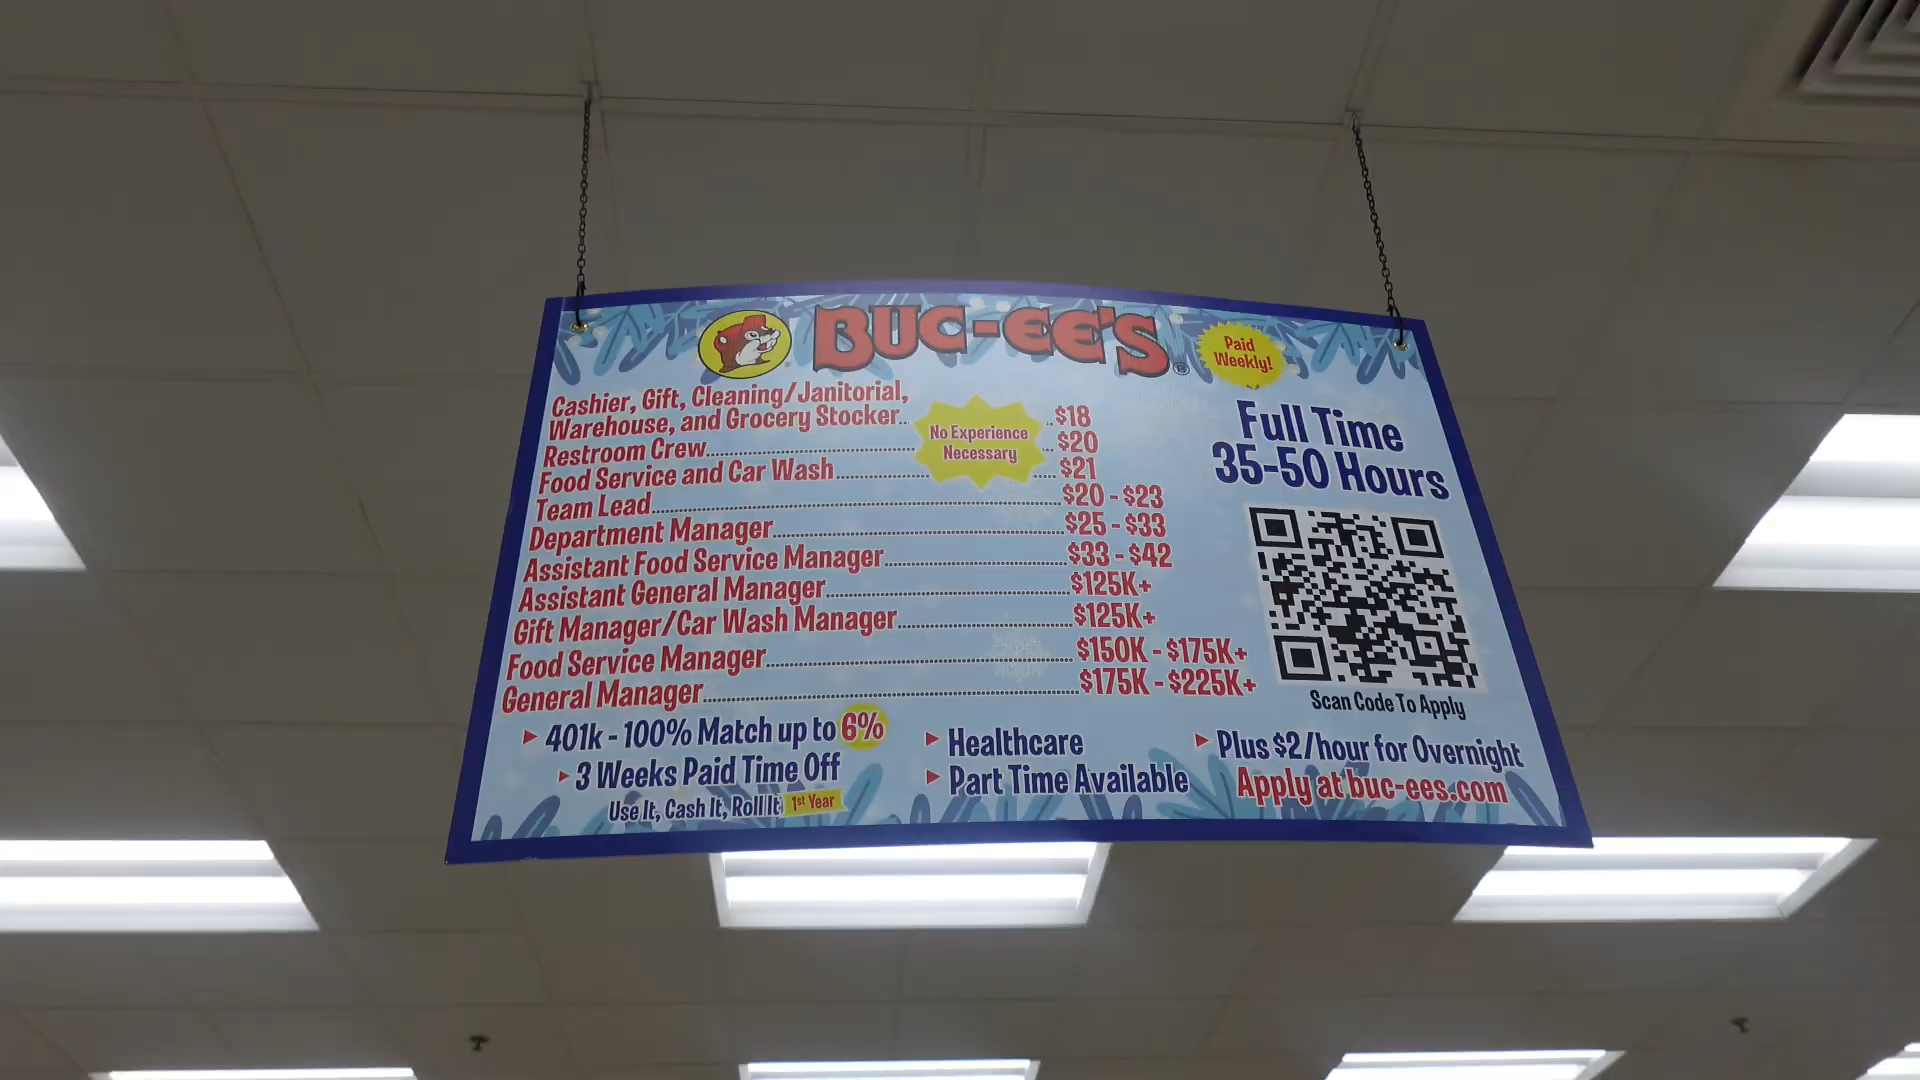 BUC-EE'S®
Paid
Weekly!
Cashier, Gift, Cleaning/Janitorial,
Warehouse, and Grocery Stocker.. $18
Restroom Crew........ $20
Food Service and Car Wash........ $21
No Experience
Necessary
Team Lead........ $20 - $23
Department Manager........ $25 - $33
Assistant Food Service Manager........ $33 - $42
Assistant General Manager........ $125K+
Gift Manager/Car Wash Manager........ $125K+
Food Service Manager........ $150K - $175K+
General Manager........ $175K - $225K+
Full Time
35-50 Hours
Scan Code To Apply
401k - 100% Match up to 6%
3 Weeks Paid Time Off
Use It, Cash It, Roll It 1st Year
Healthcare
Part Time Available
Plus $2/hour for Overnight
Apply at buc-ees.com